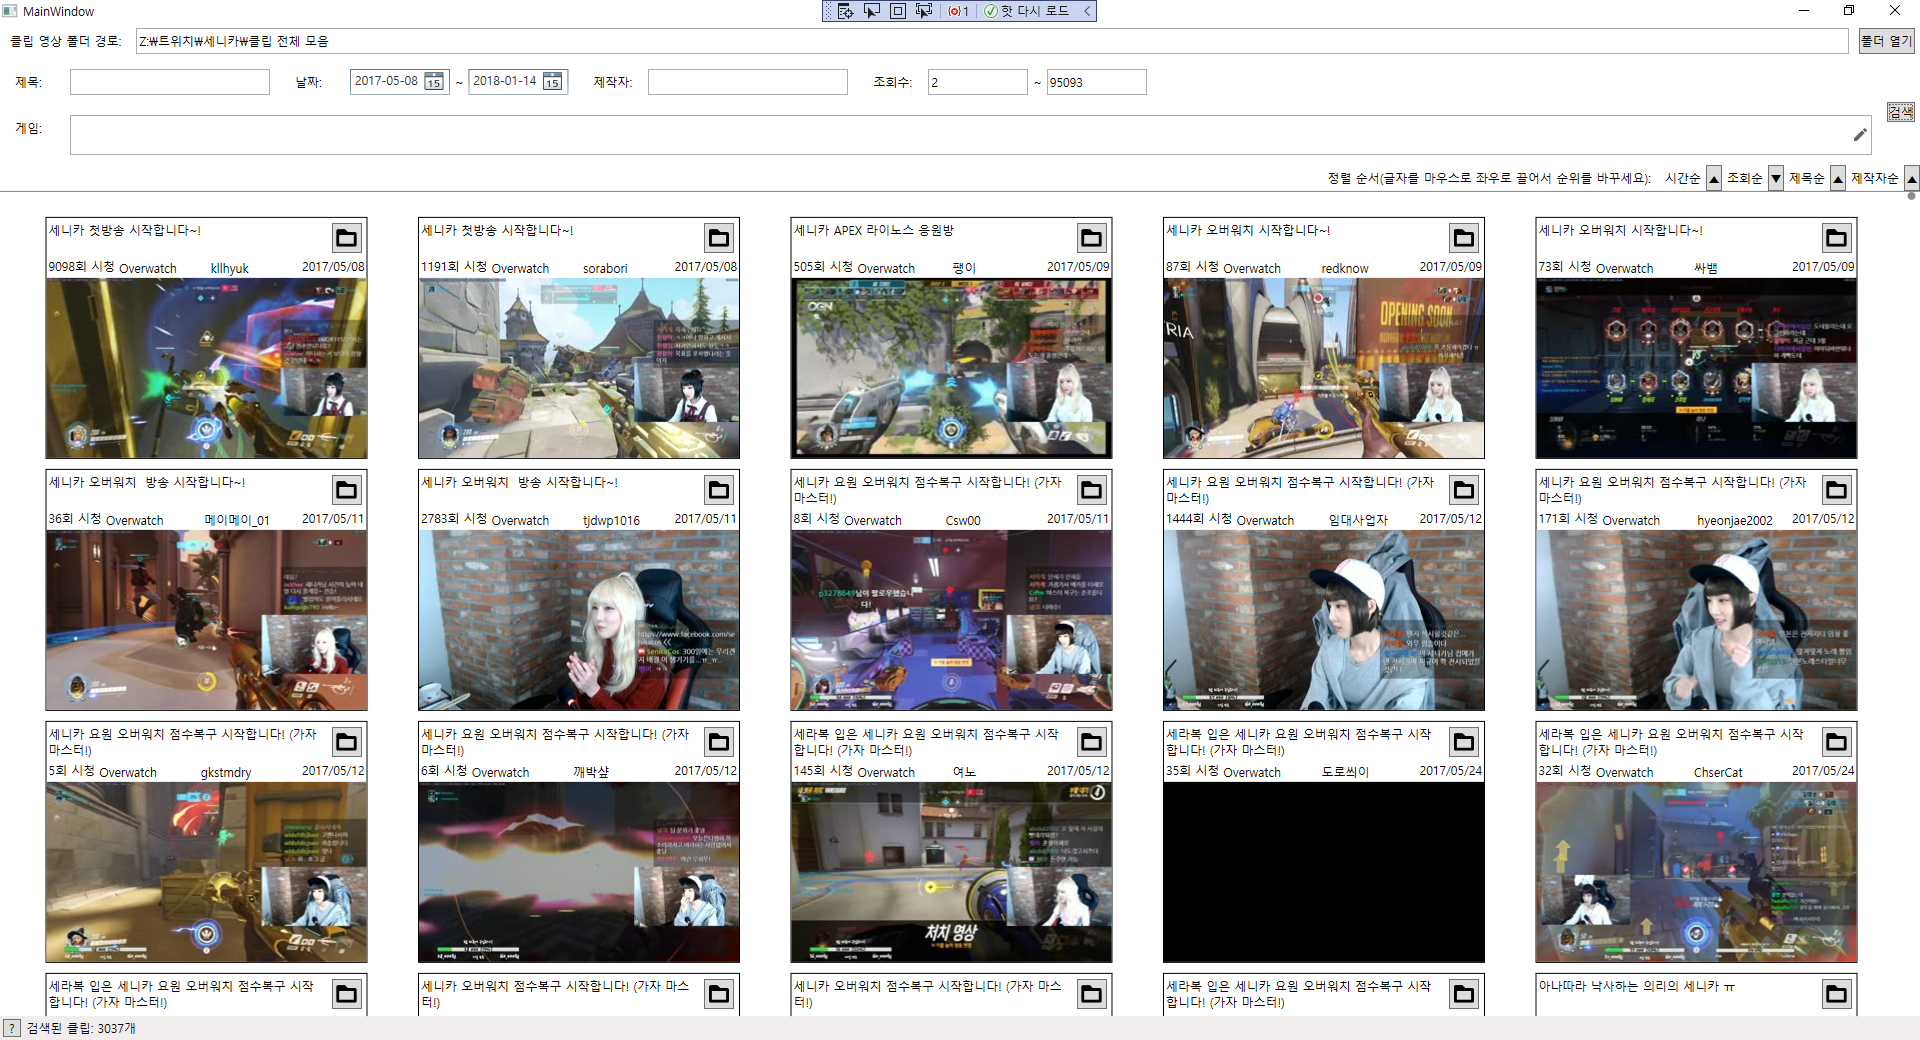 MainWindow
1
핫 다시 로드
클립 영상 폴더 경로:
Z:₩트위치₩세니카₩클립 전체 모음
폴더 열기
제목:
날짜:
2017-05-08
15
~
2018-01-14
15
제작자:
조회수:
2
~
95093
검색
게임:
정렬 순서(글자를 마우스로 좌우로 끌어서 순위를 바꾸세요):
시간순 ▲ 조회순 ▼ 제목순 ▲ 제작자순 ▲
세니카 첫방송 시작합니다~!
9098회 시청 Overwatch kllhyuk 2017/05/08
세니카 첫방송 시작합니다~!
1191회 시청 Overwatch sorabori 2017/05/08
세니카 APEX 라이노스 응원방
505회 시청 Overwatch 팽이 2017/05/09
OGN
세니카 오버워치 시작합니다~!
87회 시청 Overwatch redknow 2017/05/09
OPENING SOON
RIA
세니카 오버워치 시작합니다~!
73회 시청 Overwatch 싸뱀 2017/05/09
세니카 오버워치  방송 시작합니다~!
36회 시청 Overwatch 메이메이_01 2017/05/11
세니카 오버워치  방송 시작합니다~!
2783회 시청 Overwatch tjdwp1016 2017/05/11
세니카 요원 오버워치 점수복구 시작합니다! (가자
마스터!)
8회 시청 Overwatch Csw00 2017/05/11
p3278649님이 팔로우했습니
다!
세니카 요원 오버워치 점수복구 시작합니다! (가자
마스터!)
1444회 시청 Overwatch 임대사업자 2017/05/12
세니카 요원 오버워치 점수복구 시작합니다! (가자
마스터!)
171회 시청 Overwatch hyeonjae2002 2017/05/12
세니카 요원 오버워치 점수복구 시작합니다! (가자
마스터!)
5회 시청 Overwatch gkstmdry 2017/05/12
세니카 요원 오버워치 점수복구 시작합니다! (가자
마스터!)
6회 시청 Overwatch 깨박샾 2017/05/12
세라복 입은 세니카 요원 오버워치 점수복구 시작
합니다! (가자 마스터!)
145회 시청 Overwatch 여노 2017/05/12
처치 영상
세라복 입은 세니카 요원 오버워치 점수복구 시작
합니다! (가자 마스터!)
35회 시청 Overwatch 도로씌이 2017/05/24
세라복 입은 세니카 요원 오버워치 점수복구 시작
합니다! (가자 마스터!)
32회 시청 Overwatch ChserCat 2017/05/24
세라복 입은 세니카 요원 오버워치 점수복구 시작
합니다! (가자 마스터!)
세니카 오버워치 점수복구 시작합니다! (가자 마스
터!)
세니카 오버워치 점수복구 시작합니다! (가자 마스
터!)
세라복 입은 세니카 요원 오버워치 점수복구 시작
합니다! (가자 마스터!)
아나따라 낙사하는 의리의 세니카 ㅠ
? 검색된 클립: 3037개